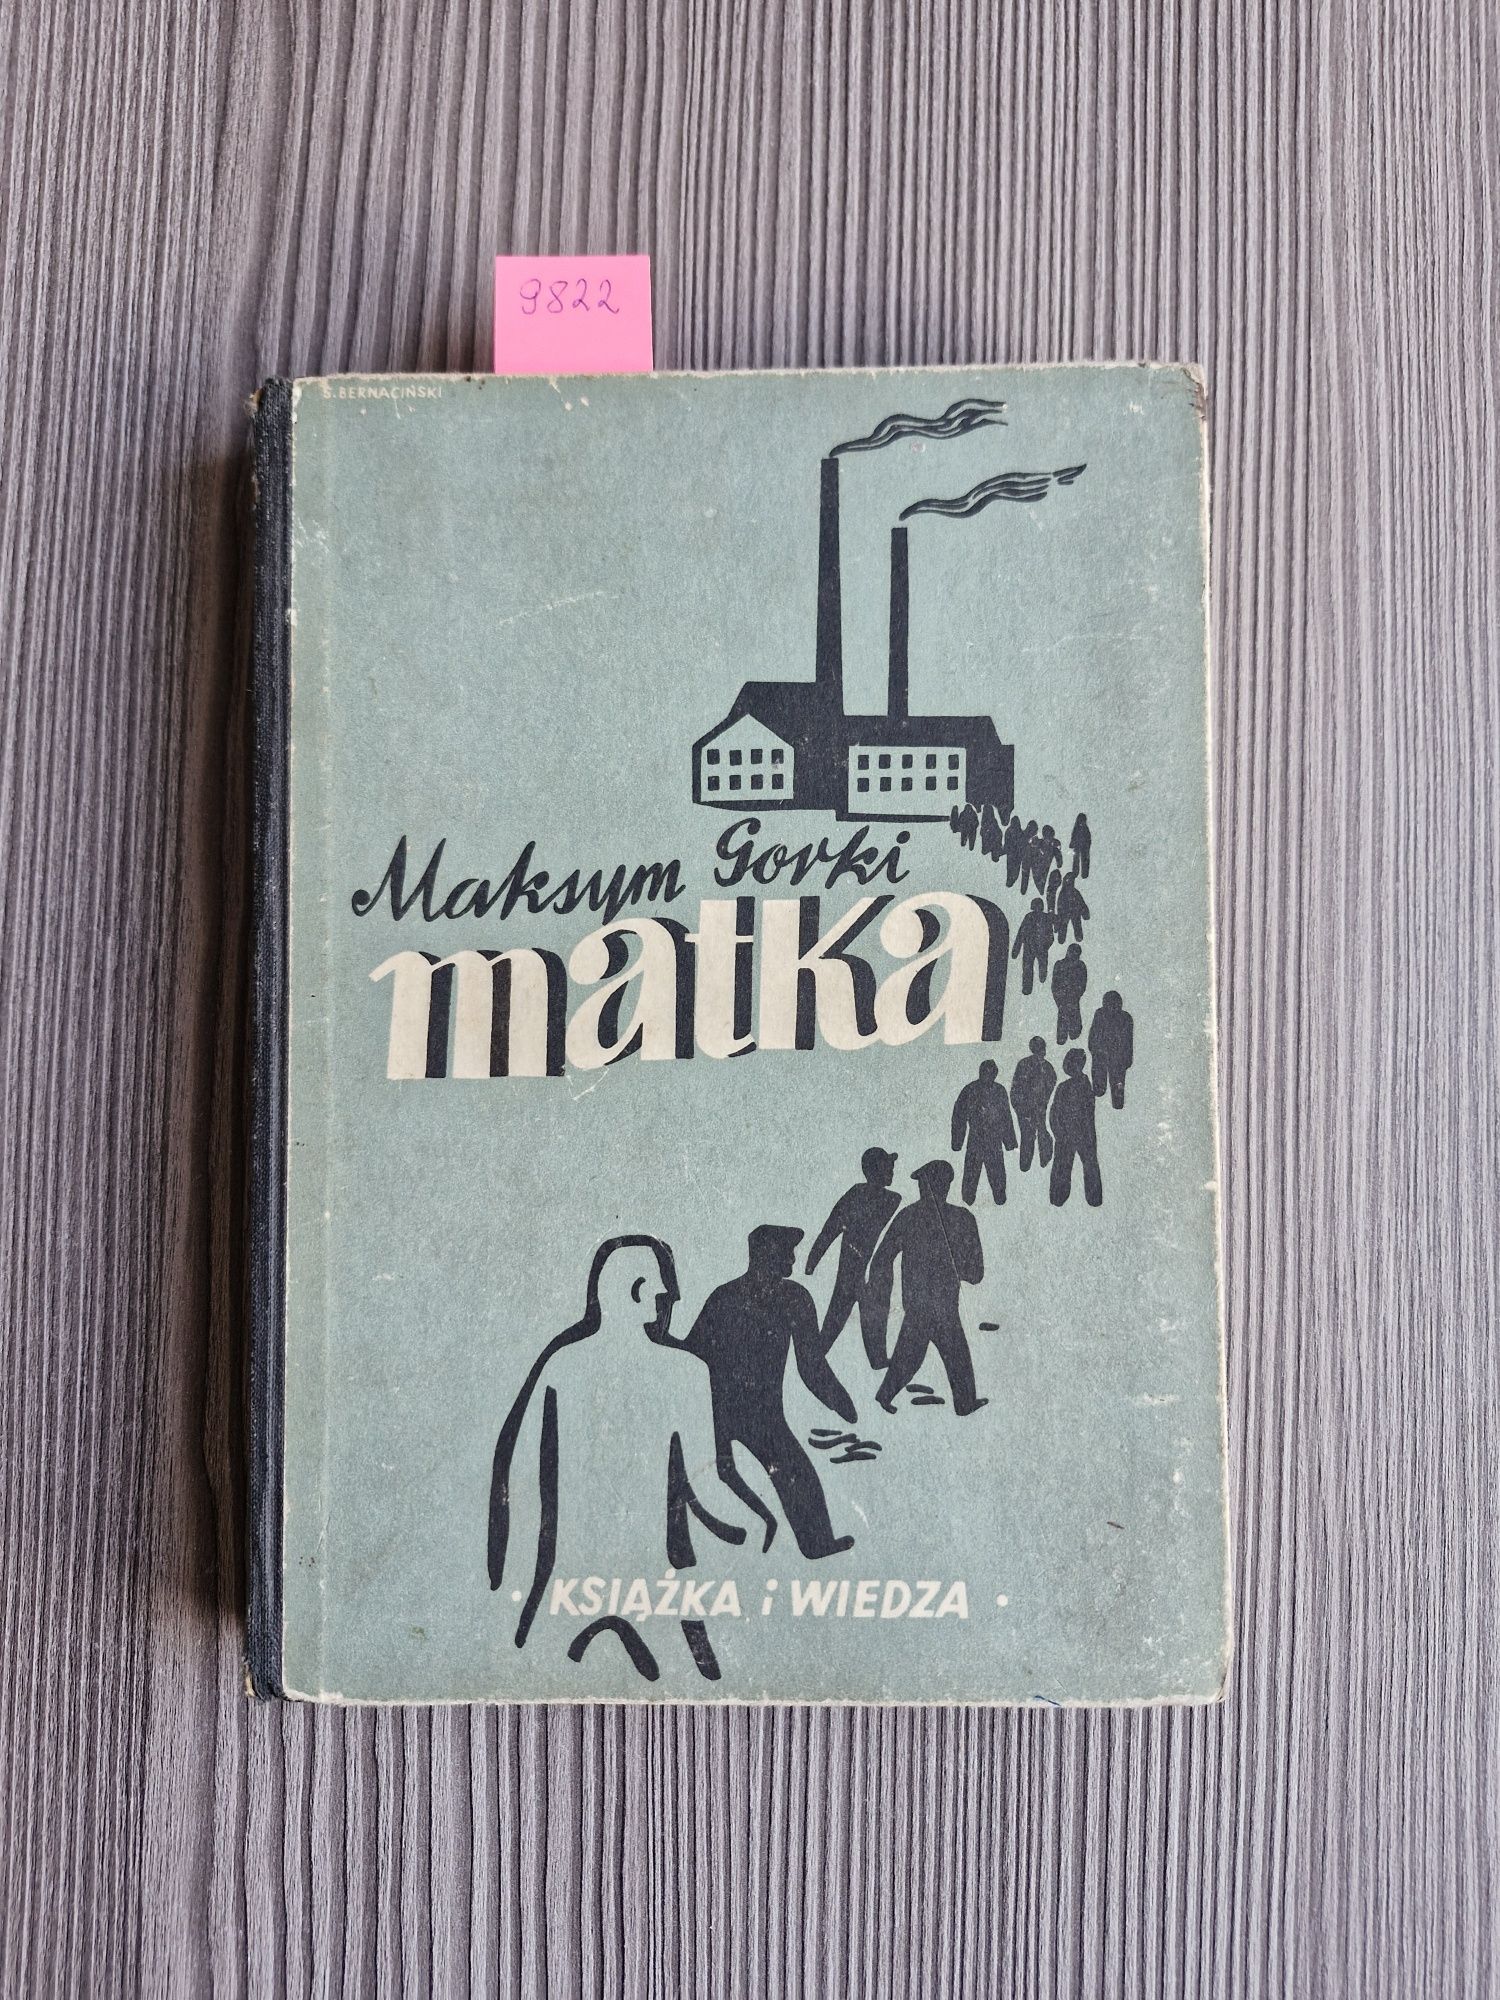 9822
S. BERNACIŃSKI
Maksym Gorki
matka
· KSIĄŻKA i WIEDZA ·